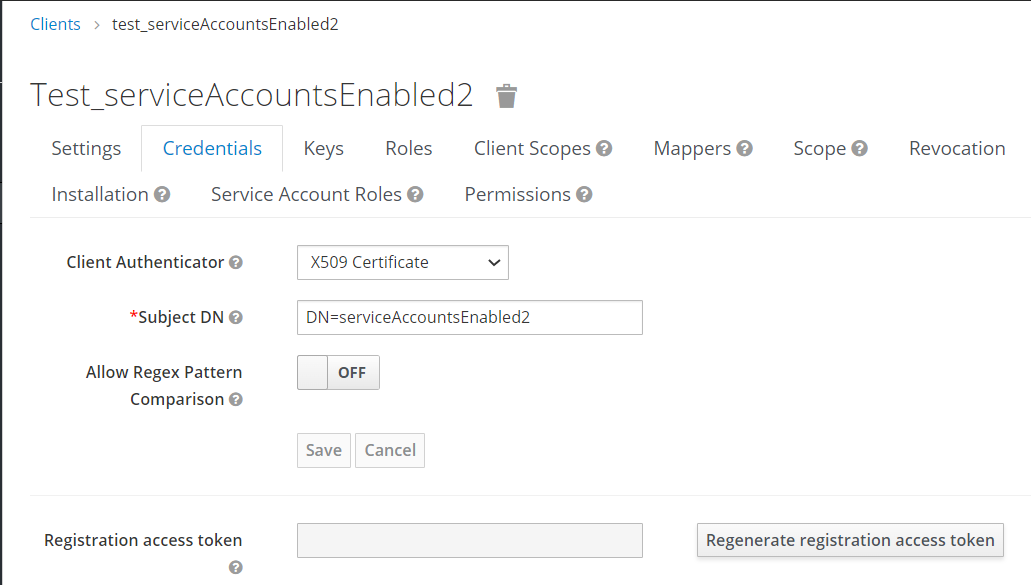 Clients > test_serviceAccountsEnabled2
Test_serviceAccountsEnabled2
Settings Credentials Keys Roles Client Scopes ? Mappers ? Scope ? Revocation
Installation ? Service Account Roles ? Permissions ?
Client Authenticator ? X509 Certificate
*Subject DN ? DN=serviceAccountsEnabled2
Allow Regex Pattern OFF
Comparison ?
Save Cancel
Registration access token Regenerate registration access token
?